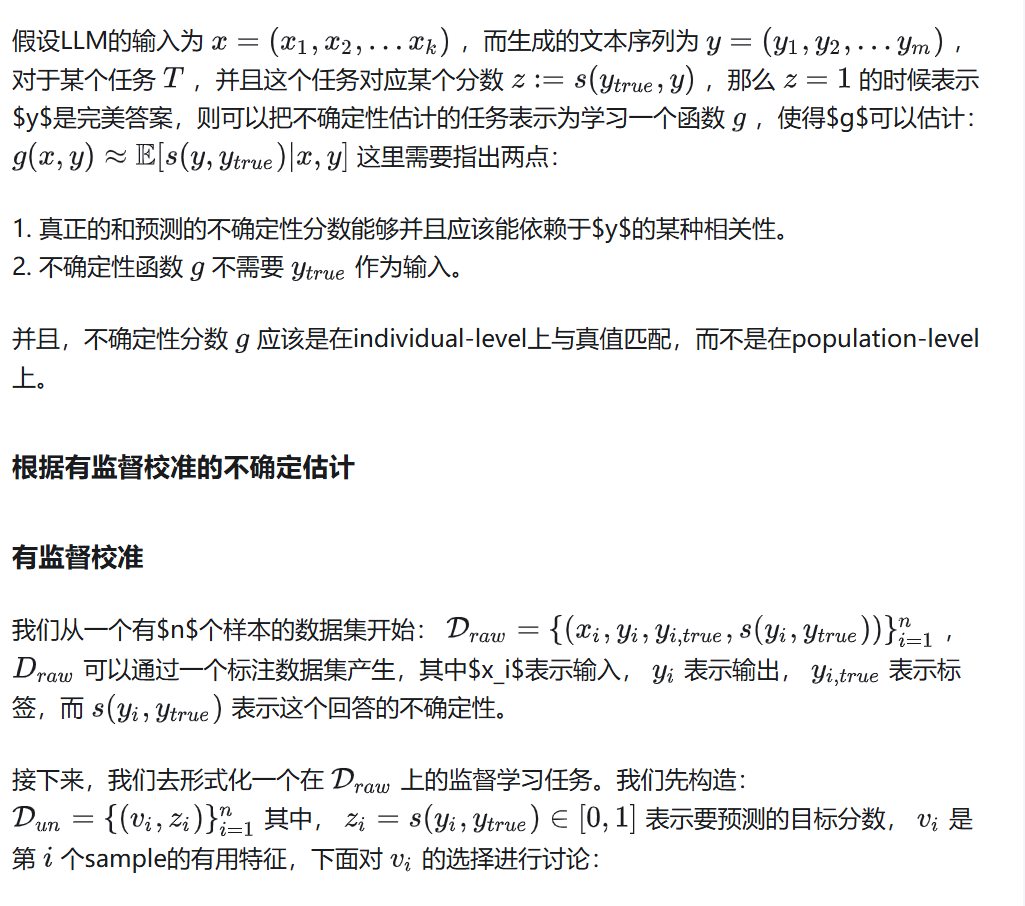 假设LLM的输入为 x = (x₁, x₂, …xₖ) ，而生成的文本序列为 y = (y₁, y₂, …yₘ) ，
对于某个任务 T ，并且这个任务对应某个分数 z := s(y_{true}, y) ，那么 z = 1 的时候表示
$y$是完美答案，则可以把不确定性估计的任务表示为学习一个函数 g ，使得$g$可以估计：
g(x, y) ≈ 𝔼[s(y, y_{true})|x, y] 这里需要指出两点：
1. 真正的和预测的不确定性分数能够并且应该能依赖于$y$的某种相关性。
2. 不确定性函数 g 不需要 y_{true} 作为输入。
并且，不确定性分数 g 应该是在individual-level上与真值匹配，而不是在population-level
上。
根据有监督校准的不确定估计
有监督校准
我们从一个有$n$个样本的数据集开始： 𝒟_{raw} = {(x_i, y_i, y_{i,true}, s(y_i, y_{true}))}_{i=1}^n ，
D_{raw} 可以通过一个标注数据集产生，其中$x_i$表示输入， y_i 表示输出， y_{i,true} 表示标
签，而 s(y_i, y_{true}) 表示这个回答的不确定性。
接下来，我们去形式化一个在 𝒟_{raw} 上的监督学习任务。我们先构造：
𝒟_{un} = {(v_i, z_i)}_{i=1}^n 其中， z_i = s(y_i, y_{true}) ∈ [0, 1] 表示要预测的目标分数， v_i 是
第 i 个sample的有用特征，下面对 v_i 的选择进行讨论：